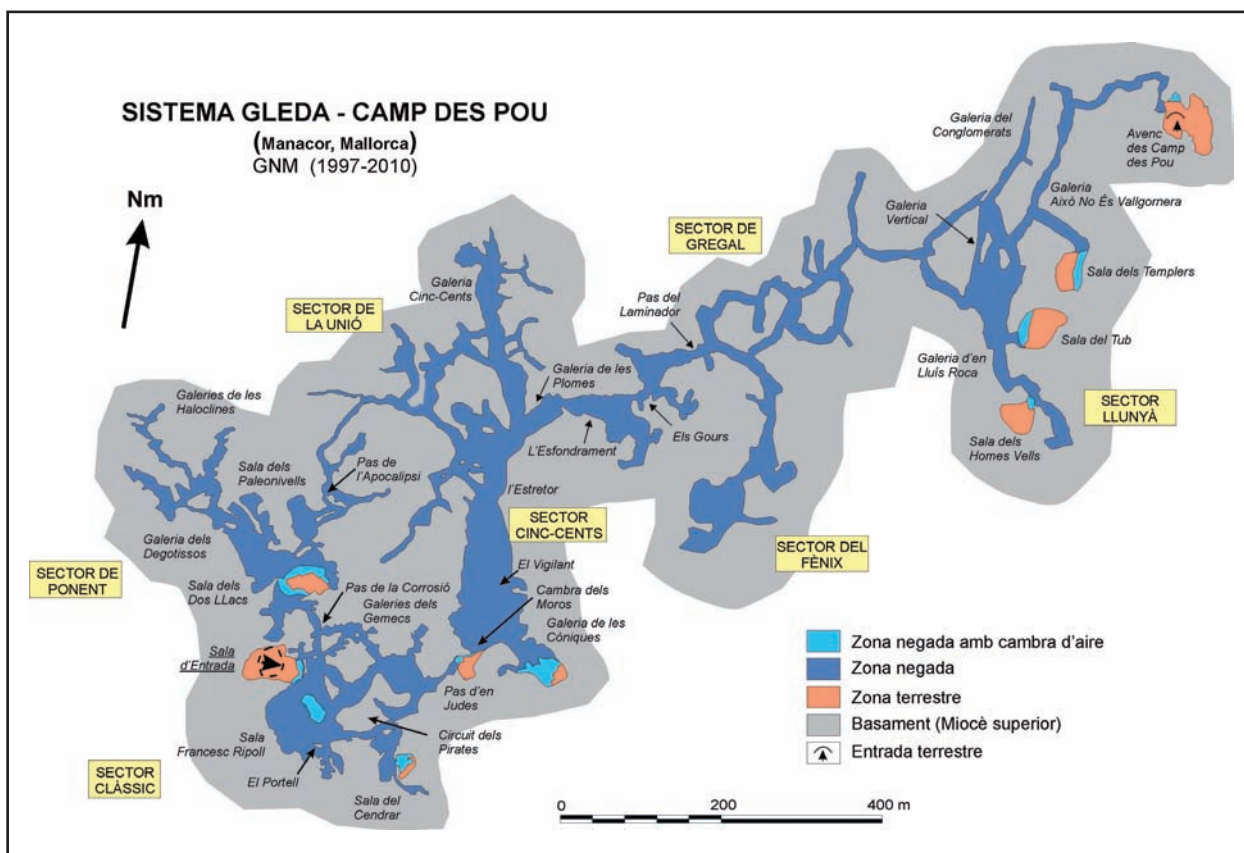 SISTEMA GLEDA - CAMP DES POU
(Manacor, Mallorca)
GNM (1997-2010)
Nm
Galeria del
Conglomerats
Avenc
des Camp
des Pou
Galeria
Això No És Vallgornera
Galeria
Vertical
SECTOR DE
GREGAL
Sala dels Templers
Galeria
Cinc-Cents
SECTOR DE
LA UNIÓ
Pas del
Laminador
Sala del Tub
Galeria d'en
Lluís Roca
Galeria de les
Plomes
SECTOR
LLUNYÀ
Galeries de les
Haloclines
Els Gours
L'Esfondrament
Sala dels
Homes Vells
Sala dels
Paleonivells
Pas de
l'Apocalipsi
l'Estretor
SECTOR
CINC-CENTS
Galeria dels
Degotissos
SECTOR DEL
FÈNIX
SECTOR DE
PONENT
El Vigilant
Sala dels
Dos LLacs
Pas de la Corrosió
Galeries dels
Gemecs
Cambra dels
Moros
Galeria de les
Còniques
Sala
d'Entrada
Pas d'en
Judes
Sala
Francesc Ripoll
Circuit dels
Pirates
SECTOR
CLÀSSIC
El Portell
Sala del
Cendrar
Zona negada amb cambra d'aire
Zona negada
Zona terrestre
Basament (Miocè superior)
Entrada terrestre
0 200 400 m